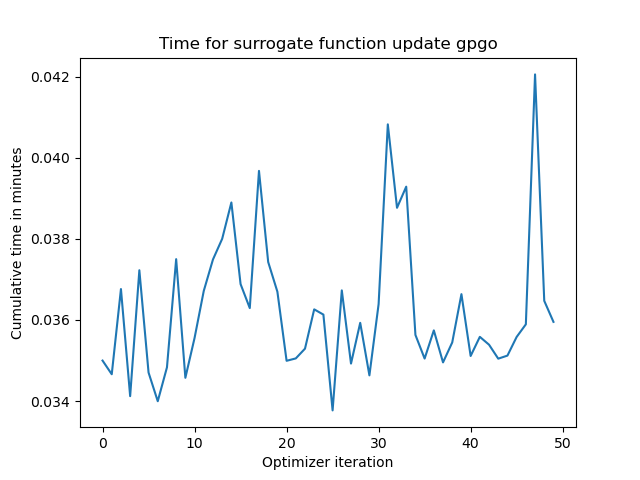 Time for surrogate function update gpgo
Cumulative time in minutes
0.042
0.040
0.038
0.036
0.034
0 10 20 30 40 50
Optimizer iteration